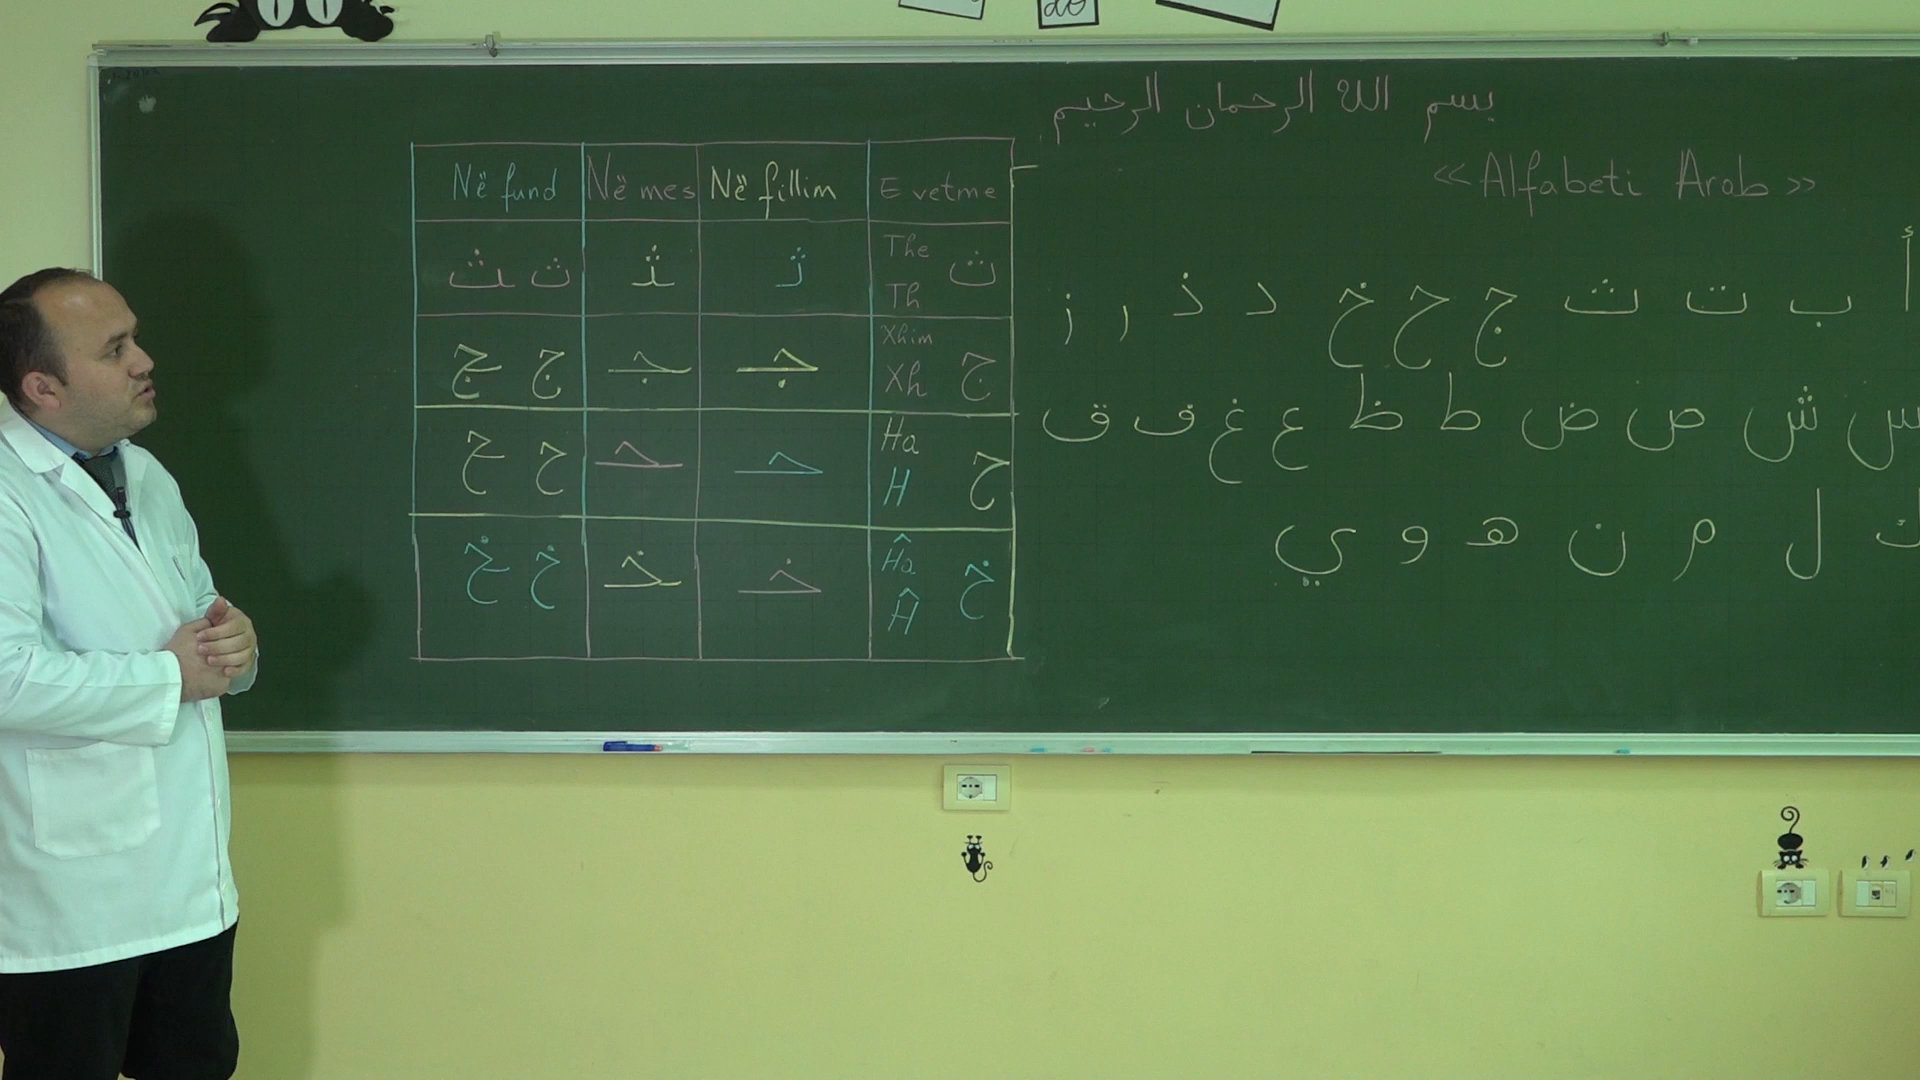 بسم الله الرحمان الرحيم
<<Alfabeti Arab>>
أ ب ت ث ج ح خ د ذ ر ز
س ش ص ض ط ظ ع غ ف ق
ك ل م ن ه و ي
Në fund Në mes Në fillim E vetme
ث ـث ـثـ ثـ The Th ث
ج ـج ـجـ جـ Xhim Xh ج
ح ـح ـحـ حـ Ha H ح
خ ـخ ـخـ خـ Ĥa Ĥ خ